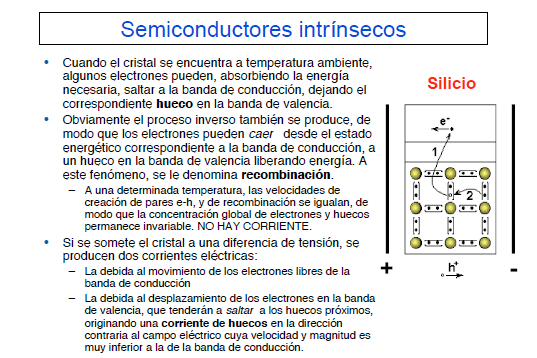 Semiconductores intrínsecos
• Cuando el cristal se encuentra a temperatura ambiente,
algunos electrones pueden, absorbiendo la energía
necesaria, saltar a la banda de conducción, dejando el
correspondiente hueco en la banda de valencia.
• Obviamente el proceso inverso también se produce, de
modo que los electrones pueden caer desde el estado
energético correspondiente a la banda de conducción, a
un hueco en la banda de valencia liberando energía. A
este fenómeno, se le denomina recombinación.
– A una determinada temperatura, las velocidades de
creación de pares e-h, y de recombinación se igualan, de
modo que la concentración global de electrones y huecos
permanece invariable. NO HAY CORRIENTE.
• Si se somete el cristal a una diferencia de tensión, se
producen dos corrientes eléctricas:
– La debida al movimiento de los electrones libres de la
banda de conducción
– La debida al desplazamiento de los electrones en la banda
de valencia, que tenderán a saltar a los huecos próximos,
originando una corriente de huecos en la dirección
contraria al campo eléctrico cuya velocidad y magnitud es
muy inferior a la de la banda de conducción.
Silicio
e-
1
2
+ h+ -